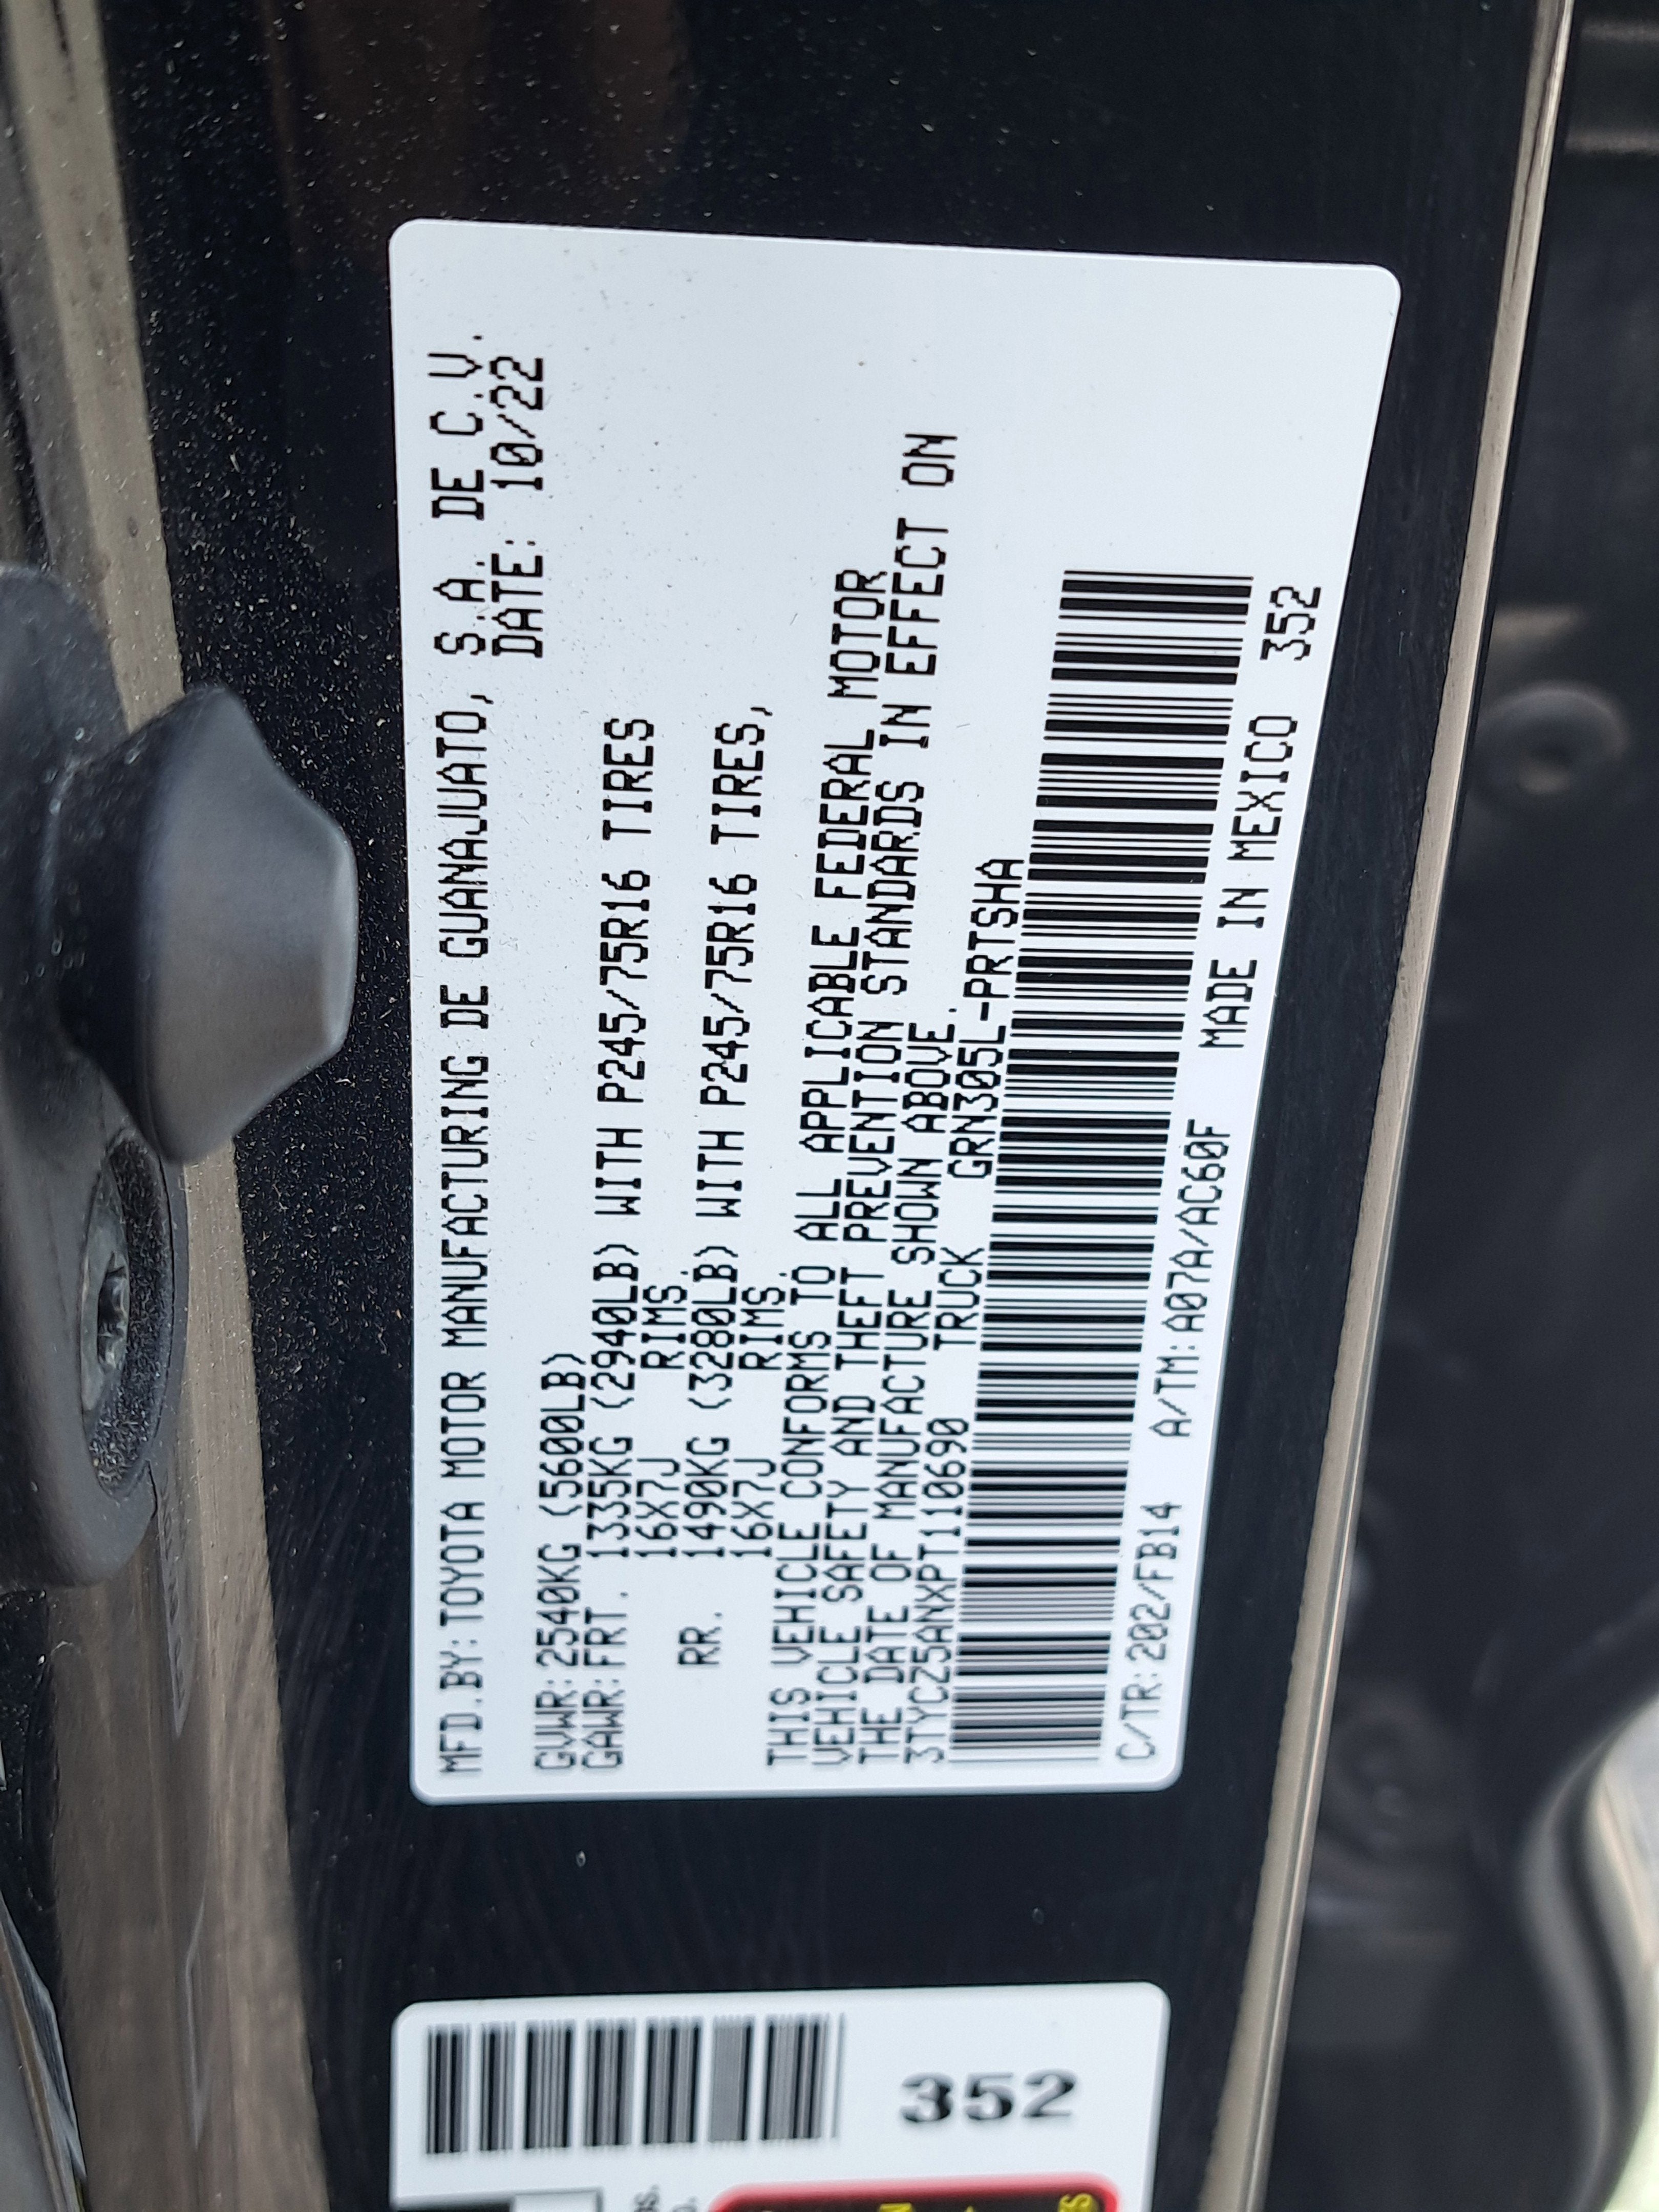 MFD.BY: TOYOTA MOTOR MANUFACTURING DE GUANAJUATO, S.A. DE C.V.
DATE: 10/22
GVWR: 2540KG (5600LB)
GAWR: FRT. 1335KG (2940LB) WITH P245/75R16 TIRES
16X7J RIMS.
RR. 1490KG (3280LB) WITH P245/75R16 TIRES,
16X7J RIMS.
THIS VEHICLE CONFORMS TO ALL APPLICABLE FEDERAL MOTOR
VEHICLE SAFETY AND THEFT PREVENTION STANDARDS IN EFFECT ON
THE DATE OF MANUFACTURE SHOWN ABOVE.
3TYCZ5ANXPT110690 TRUCK GRN305L-PRTSHA
C/TR: 202/FB14 A/TM: A07A/AC60F MADE IN MEXICO 352
352